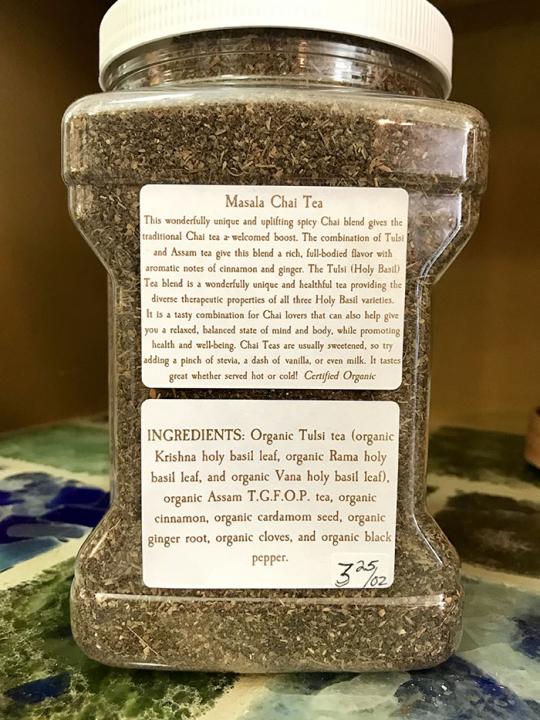 Masala Chai Tea
This wonderfully unique and uplifting spicy Chai blend gives the
traditional Chai tea a welcomed boost. The combination of Tulsi
and Assam tea give this blend a rich, full-bodied flavor with
aromatic notes of cinnamon and ginger. The Tulsi (Holy Basil)
Tea blend is a wonderfully unique and healthful tea providing the
diverse therapeutic properties of all three Holy Basil varieties.
It is a tasty combination for Chai lovers that can also help give
you a relaxed, balanced state of mind and body, while promoting
health and well-being. Chai Teas are usually sweetened, so try
adding a pinch of stevia, a dash of vanilla, or even milk. It tastes
great whether served hot or cold! Certified Organic
INGREDIENTS: Organic Tulsi tea (organic
Krishna holy basil leaf, organic Rama holy
basil leaf, and organic Vana holy basil leaf),
organic Assam T.G.F.O.P. tea, organic
cinnamon, organic cardamom seed, organic
ginger root, organic cloves, and organic black
pepper.
3 25/oz